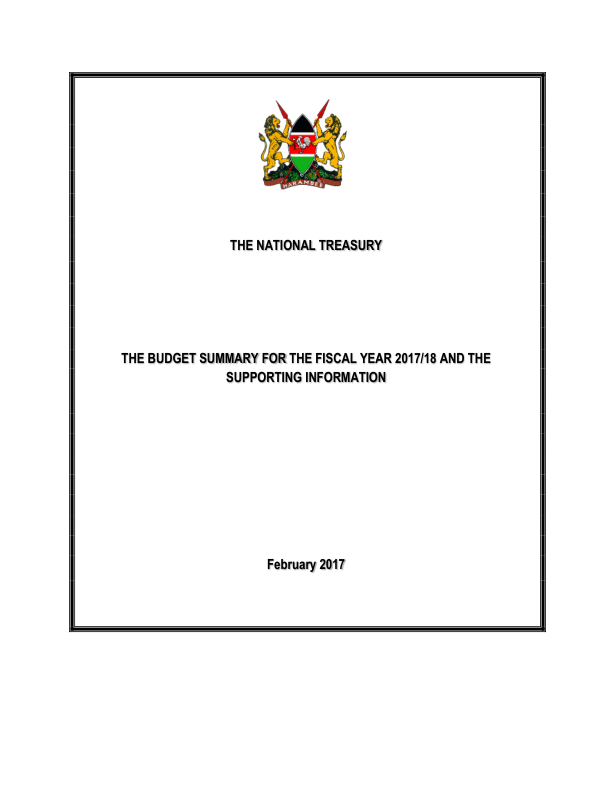 HARAMBEE
THE NATIONAL TREASURY
THE BUDGET SUMMARY FOR THE FISCAL YEAR 2017/18 AND THE
SUPPORTING INFORMATION
February 2017